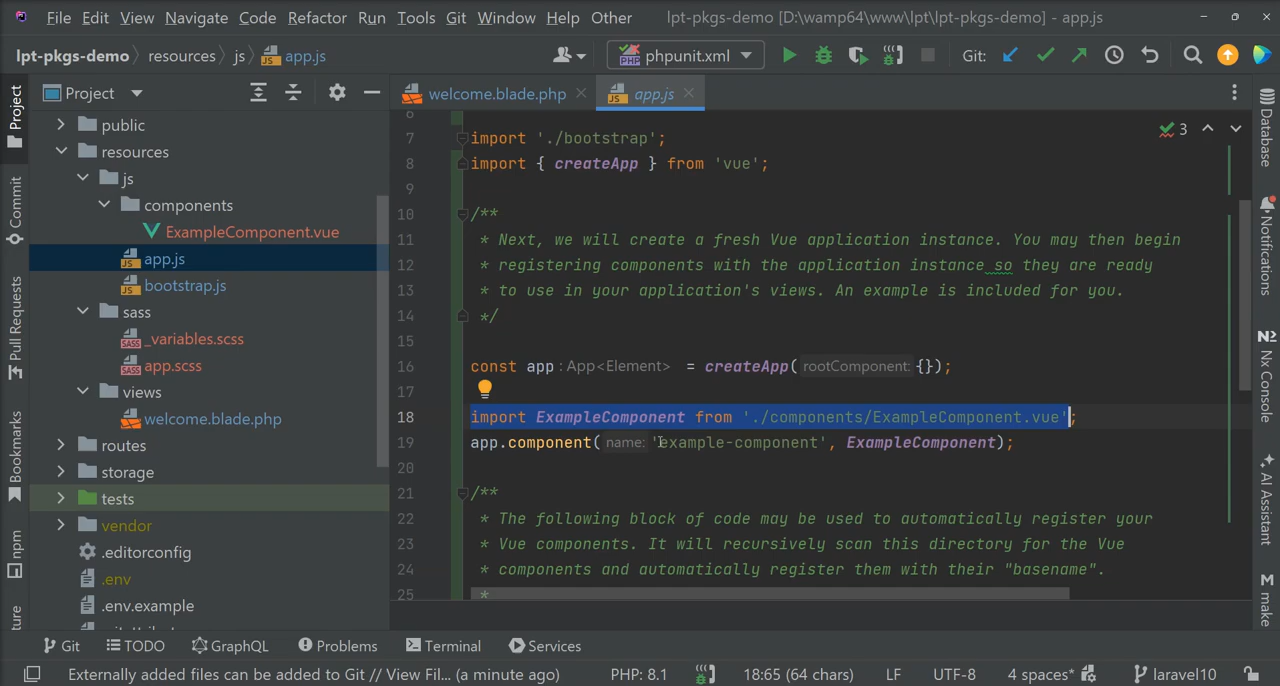 File Edit View Navigate Code Refactor Run Tools Git Window Help Other lpt-pkgs-demo [D:\wamp64\www\lpt\lpt-pkgs-demo] - app.js
lpt-pkgs-demo resources js app.js phpunit.xml Git:
Project
welcome.blade.php app.js
public
resources
js
components
ExampleComponent.vue
app.js
bootstrap.js
sass
_variables.scss
app.scss
views
welcome.blade.php
routes
storage
tests
vendor
.editorconfig
.env
.env.example
Project
Commit
Pull Requests
Bookmarks
npm
6
7 import './bootstrap';
8 import { createApp } from 'vue';
9
10 /**
11 * Next, we will create a fresh Vue application instance. You may then begin
12 * registering components with the application instance so they are ready
13 * to use in your application's views. An example is included for you.
14 */
15
16 const app : App<Element> = createApp( rootComponent: {});
17
18 import ExampleComponent from './components/ExampleComponent.vue';
19 app.component( name: 'example-component', ExampleComponent);
20
21 /**
22 * The following block of code may be used to automatically register your
23 * Vue components. It will recursively scan this directory for the Vue
24 * components and automatically register them with their "basename".
25 *
3
Database
Notifications
Nx Console
AI Assistant
make
Git TODO GraphQL Problems Terminal Services
Externally added files can be added to Git // View Fil... (a minute ago) PHP: 8.1 18:65 (64 chars) LF UTF-8 4 spaces* laravel10